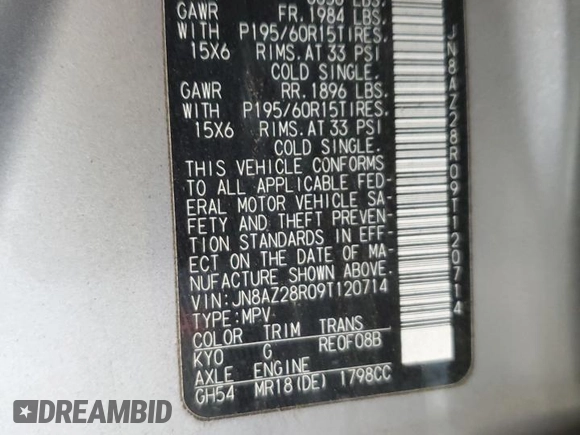 GAWR FR. 1984 LBS.
WITH P195/60R15TIRES.
15X6 RIMS. AT 33 PSI
COLD SINGLE.
GAWR RR. 1896 LBS.
WITH P195/60R15TIRES.
15X6 RIMS. AT 33 PSI
COLD SINGLE.
THIS VEHICLE CONFORMS
TO ALL APPLICABLE FED-
ERAL MOTOR VEHICLE SA-
FETY AND THEFT PREVEN-
TION STANDARDS IN EFF-
ECT ON THE DATE OF MA-
NUFACTURE SHOWN ABOVE.
VIN: JN8AZ28R09T120714
TYPE: MPV
COLOR TRIM TRANS
KYO G RE0F08B
AXLE ENGINE
GH54 MR18(DE) 1798CC
JN8AZ28R09T120714
DREAMBID